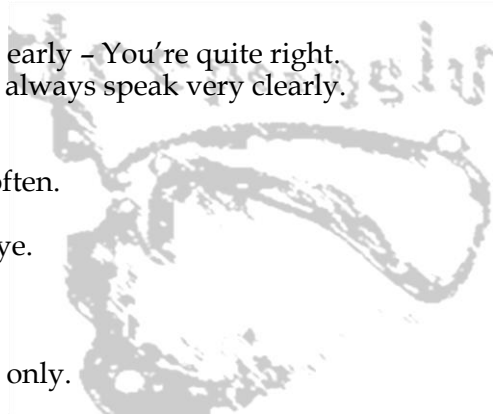 early – You’re quite right.
always speak very clearly.
often.
ye.
only.